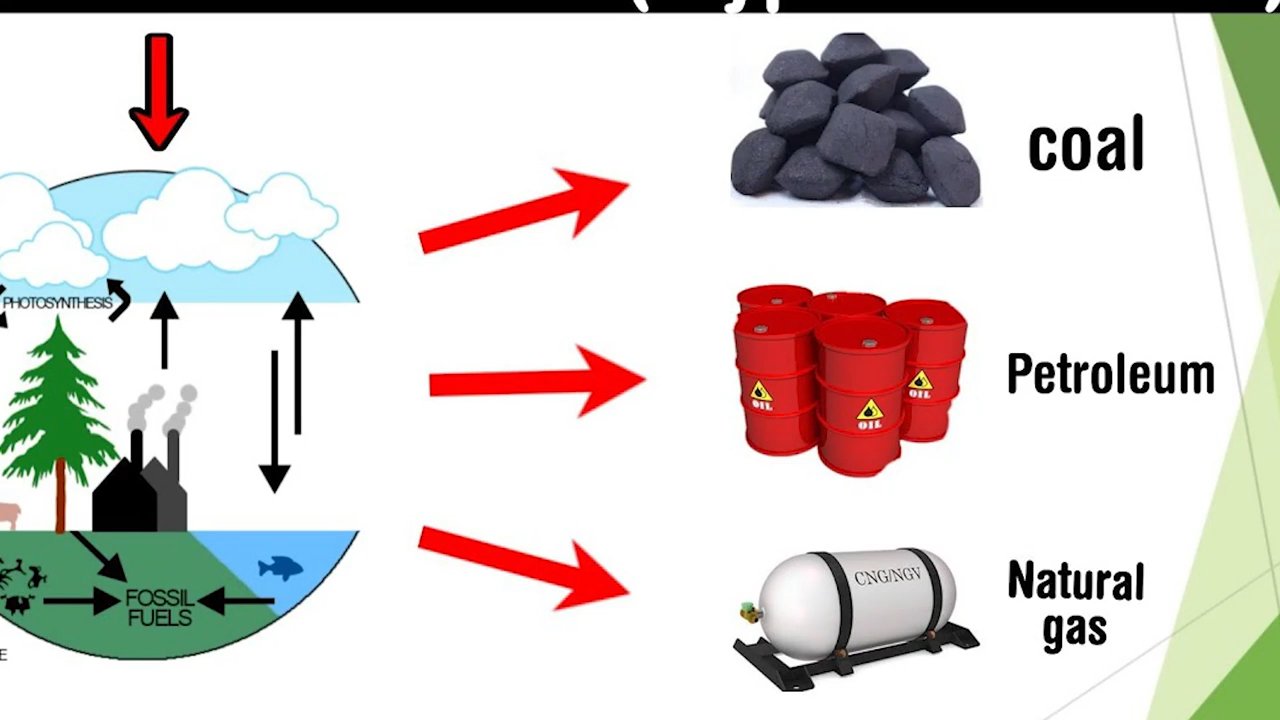 coal
PHOTOSYNTHESIS
OIL
OIL
OIL
Petroleum
CNG/NGV
Natural
gas
FOSSIL
FUELS